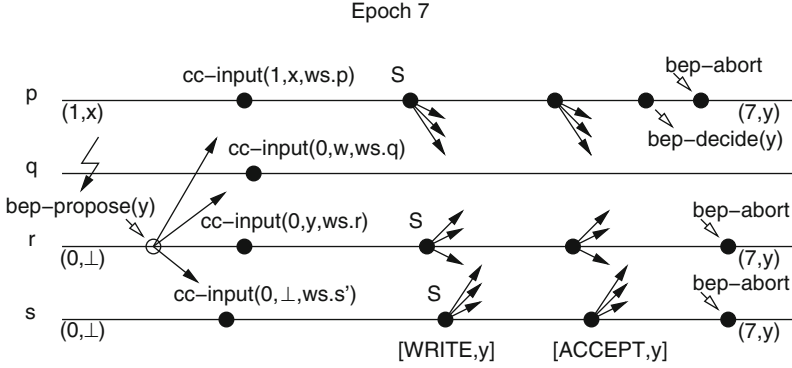 Epoch 7
cc-input(1,x,ws.p) S bep-abort
p
(1,x) (7,y)
bep-decide(y)
cc-input(0,w,ws.q)
q
bep-propose(y)
cc-input(0,y,ws.r) S bep-abort
r
(0,⊥) (7,y)
cc-input(0,⊥,ws.s') S bep-abort
s
(0,⊥) (7,y)
[WRITE,y] [ACCEPT,y]